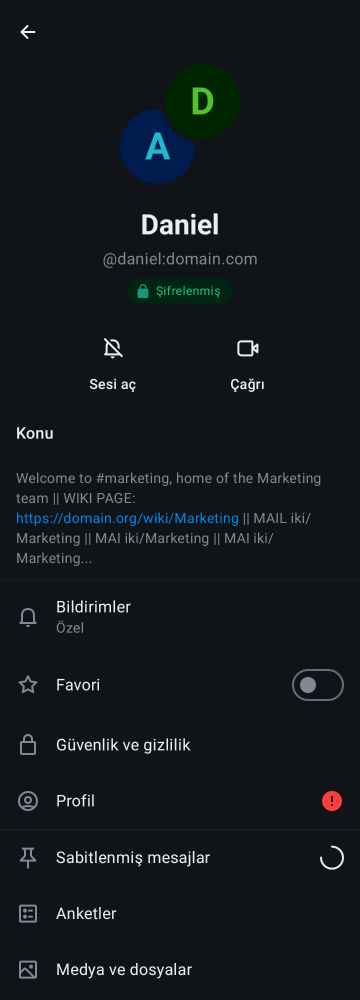 D
A
Daniel
@daniel:domain.com
Şifrelenmiş
Sesi aç
Çağrı
Konu
Welcome to #marketing, home of the Marketing
team || WIKI PAGE:
https://domain.org/wiki/Marketing || MAIL iki/
Marketing || MAI iki/Marketing || MAI iki/
Marketing...
Bildirimler
Özel
Favori
Güvenlik ve gizlilik
Profil
Sabitlenmiş mesajlar
Anketler
Medya ve dosyalar